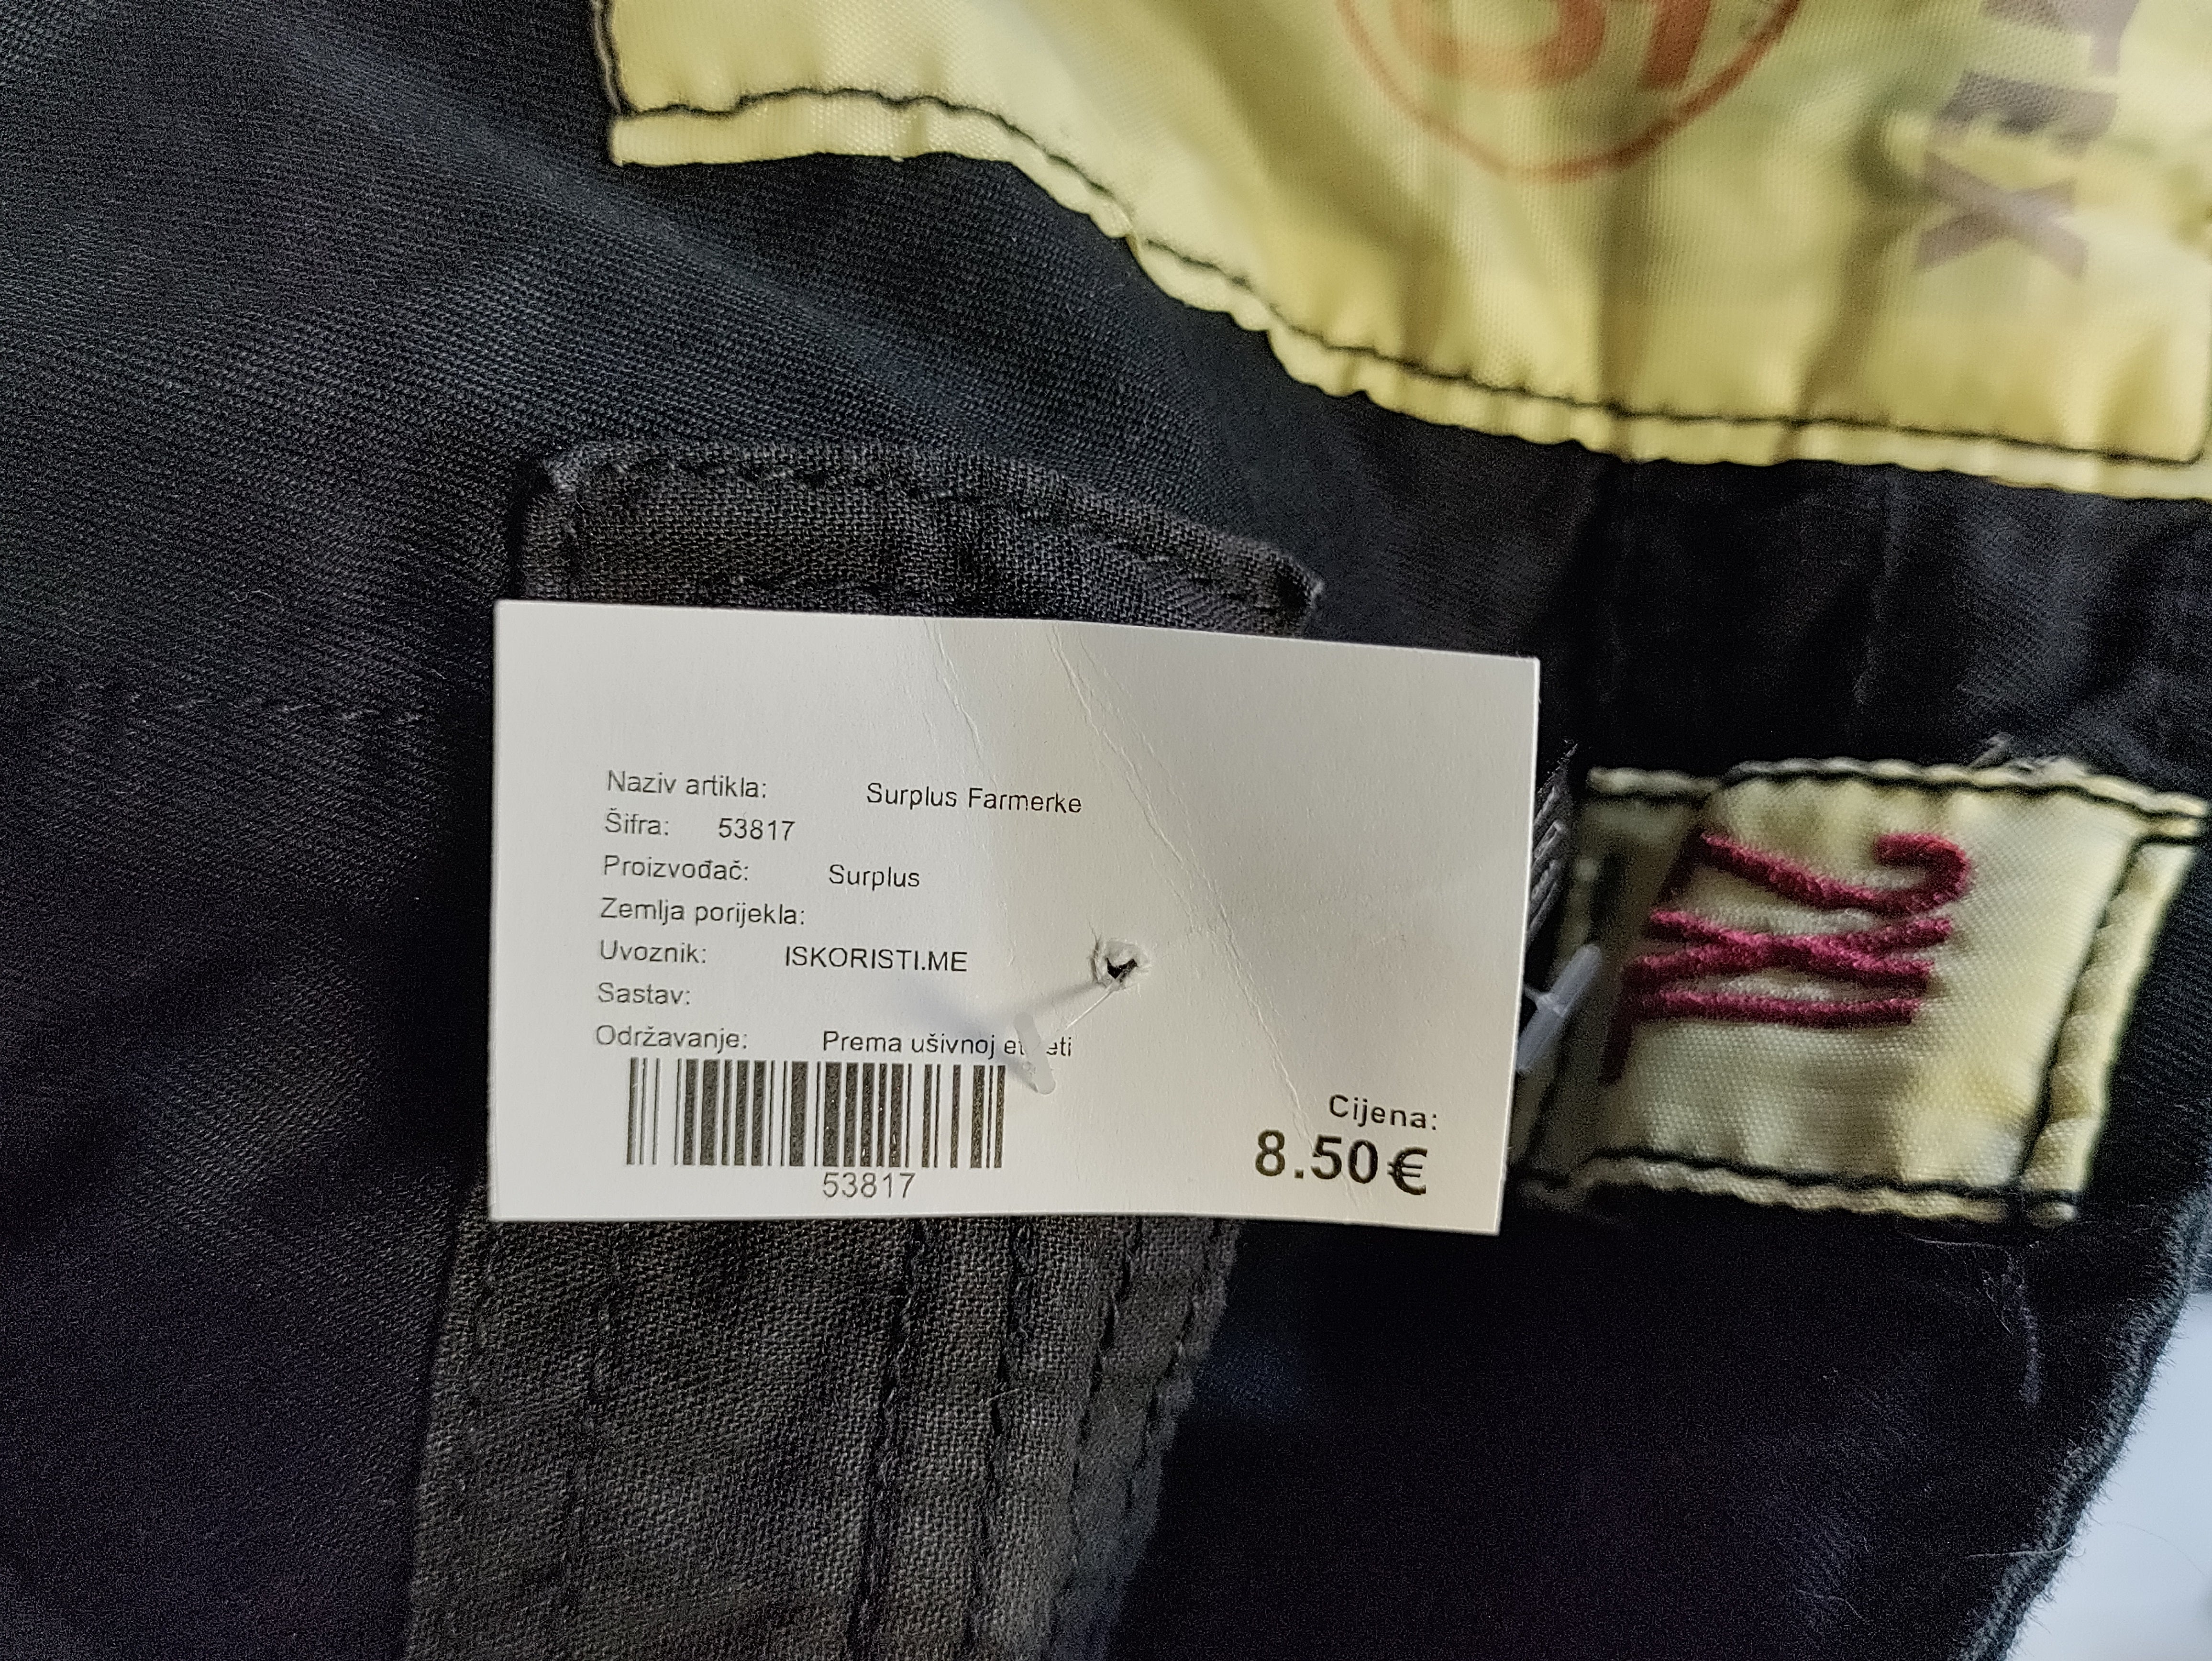 Naziv artikla: Surplus Farmerke
Šifra: 53817
Proizvođač: Surplus
Zemlja porijekla:
Uvoznik: ISKORISTI.ME
Sastav:
Održavanje: Prema ušivnoj
53817
Cijena:
8.50€